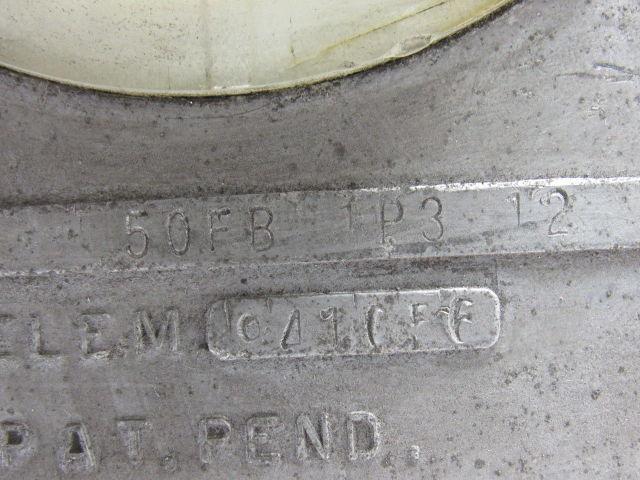 50FB 1P3 12
ELEM
PAT. PEND.